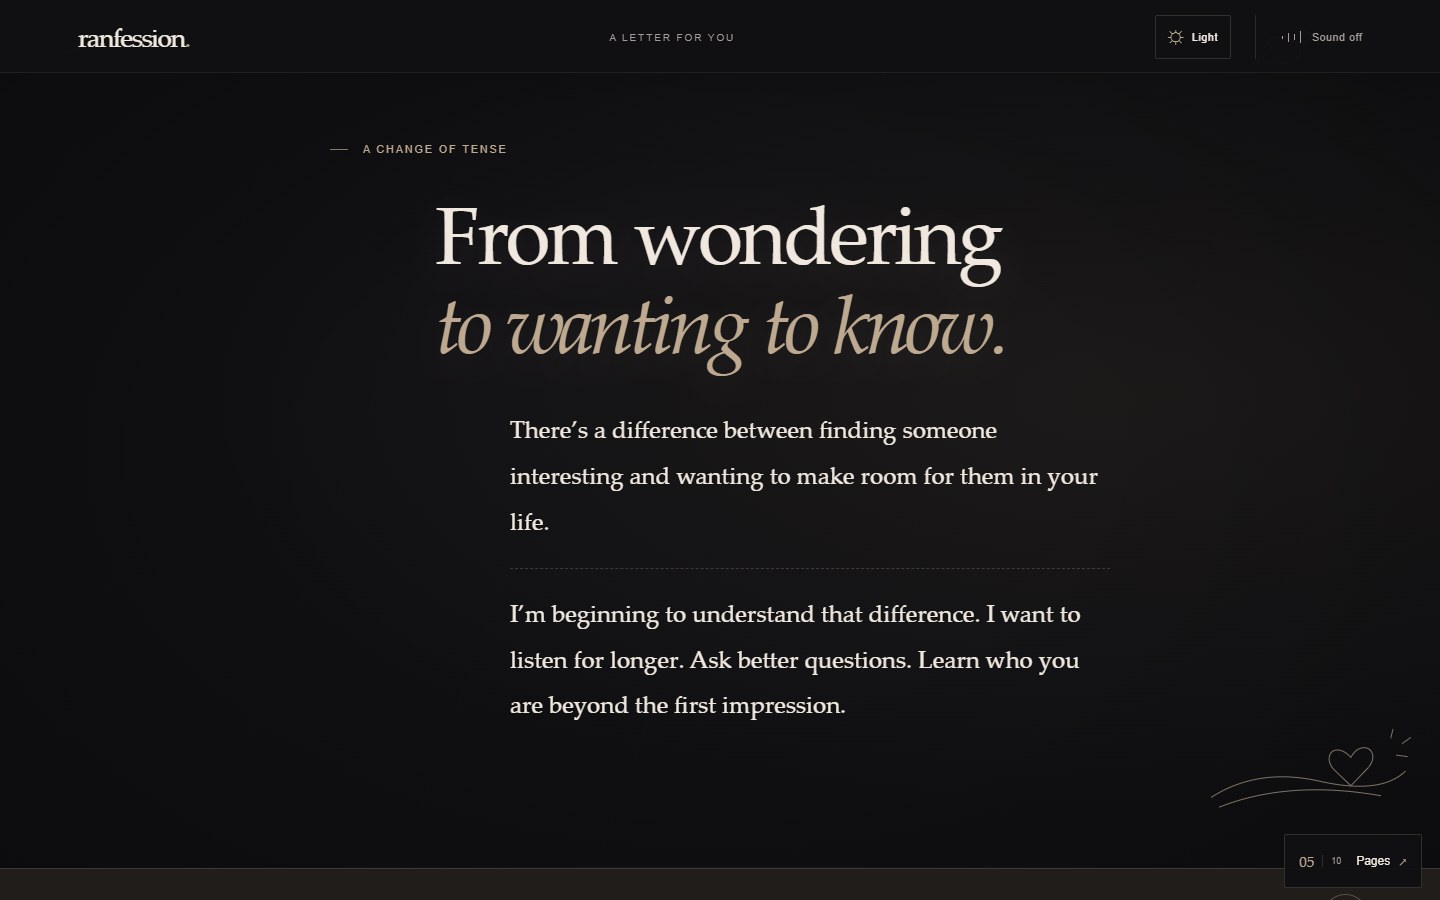 ranfession.
A LETTER FOR YOU
Light
Sound off
A CHANGE OF TENSE
From wondering
to wanting to know.
There’s a difference between finding someone
interesting and wanting to make room for them in your
life.
I’m beginning to understand that difference. I want to
listen for longer. Ask better questions. Learn who you
are beyond the first impression.
05 10 Pages ↗